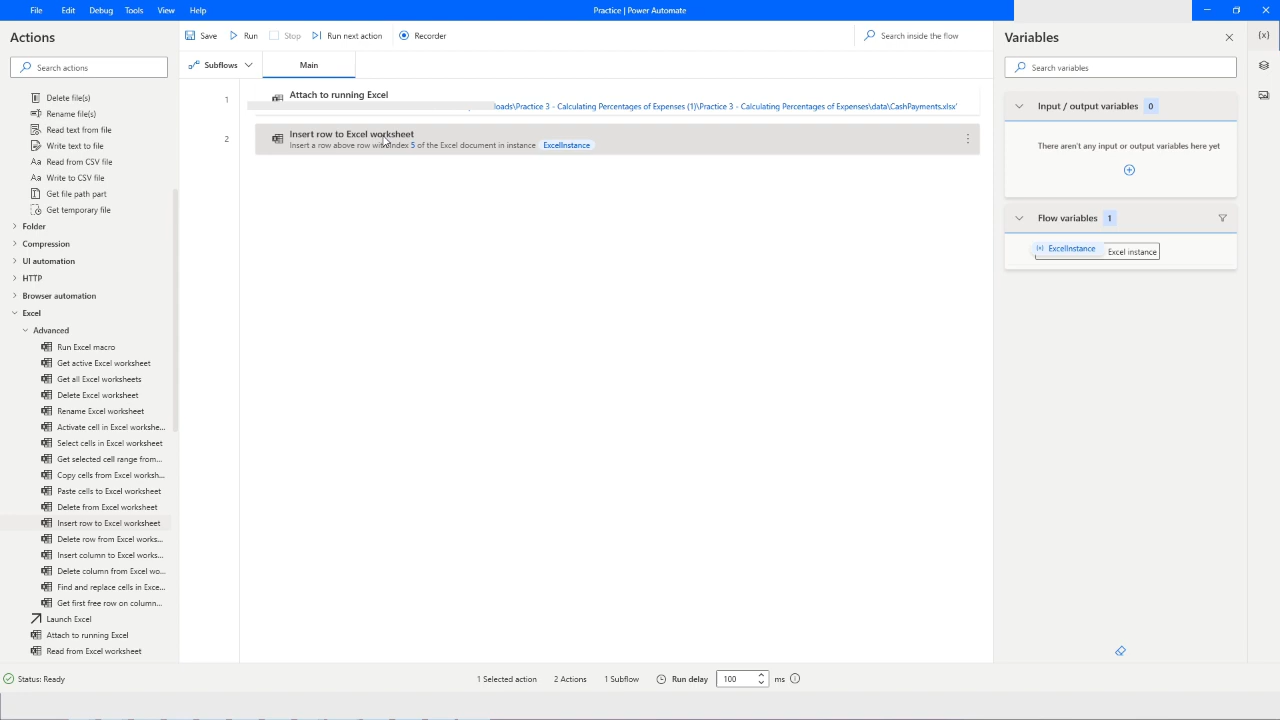 File Edit Debug Tools View Help
Practice | Power Automate
Actions
Search actions
Delete file(s)
Rename file(s)
Read text from file
Write text to file
Read from CSV file
Write to CSV file
Get file path part
Get temporary file
Folder
Compression
UI automation
HTTP
Browser automation
Excel
Advanced
Run Excel macro
Get active Excel worksheet
Get all Excel worksheets
Delete Excel worksheet
Rename Excel worksheet
Activate cell in Excel workshe...
Select cells in Excel worksheet
Get selected cell range from...
Copy cells from Excel worksh...
Paste cells to Excel worksheet
Delete from Excel worksheet
Insert row to Excel worksheet
Delete row from Excel works...
Insert column to Excel works...
Delete column from Excel wo...
Find and replace cells in Exce...
Get first free row on column...
Launch Excel
Attach to running Excel
Read from Excel worksheet
Save Run Stop Run next action Recorder
Search inside the flow
Subflows Main
1 Attach to running Excel
loads\Practice 3 - Calculating Percentages of Expenses (1)\Practice 3 - Calculating Percentages of Expenses\data\CashPayments.xlsx'
2 Insert row to Excel worksheet
Insert a row above row with index 5 of the Excel document in instance ExcelInstance
Variables
Search variables
Input / output variables 0
There aren't any input or output variables here yet
Flow variables 1
(x) ExcelInstance Excel instance
{x}
Status: Ready
1 Selected action 2 Actions 1 Subflow Run delay 100 ms